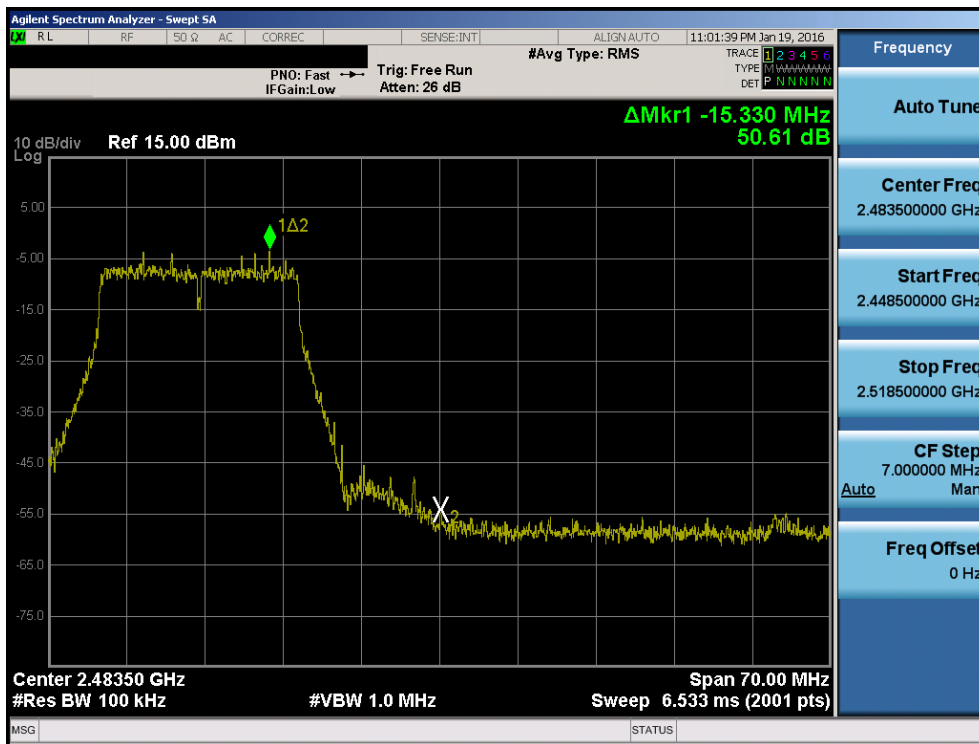 Agilent Spectrum Analyzer - Swept SA
LXI RL RF 50 Ω AC CORREC SENSE:INT ALIGNAUTO 11:01:39 PM Jan 19, 2016
PNO: Fast
IFGain:Low
Trig: Free Run
Atten: 26 dB
#Avg Type: RMS
TRACE 1 2 3 4 5 6
TYPE M W W W W W
DET P N N N N N
ΔMkr1 -15.330 MHz
50.61 dB
10 dB/div Ref 15.00 dBm
Log
5.00
-5.00
-15.0
-25.0
-35.0
-45.0
-55.0
-65.0
-75.0
1Δ2
X2
Center 2.48350 GHz Span 70.00 MHz
#Res BW 100 kHz #VBW 1.0 MHz Sweep 6.533 ms (2001 pts)
MSG STATUS
Frequency
Auto Tune
Center Freq
2.483500000 GHz
Start Freq
2.448500000 GHz
Stop Freq
2.518500000 GHz
CF Step
7.000000 MHz
Auto Man
Freq Offset
0 Hz